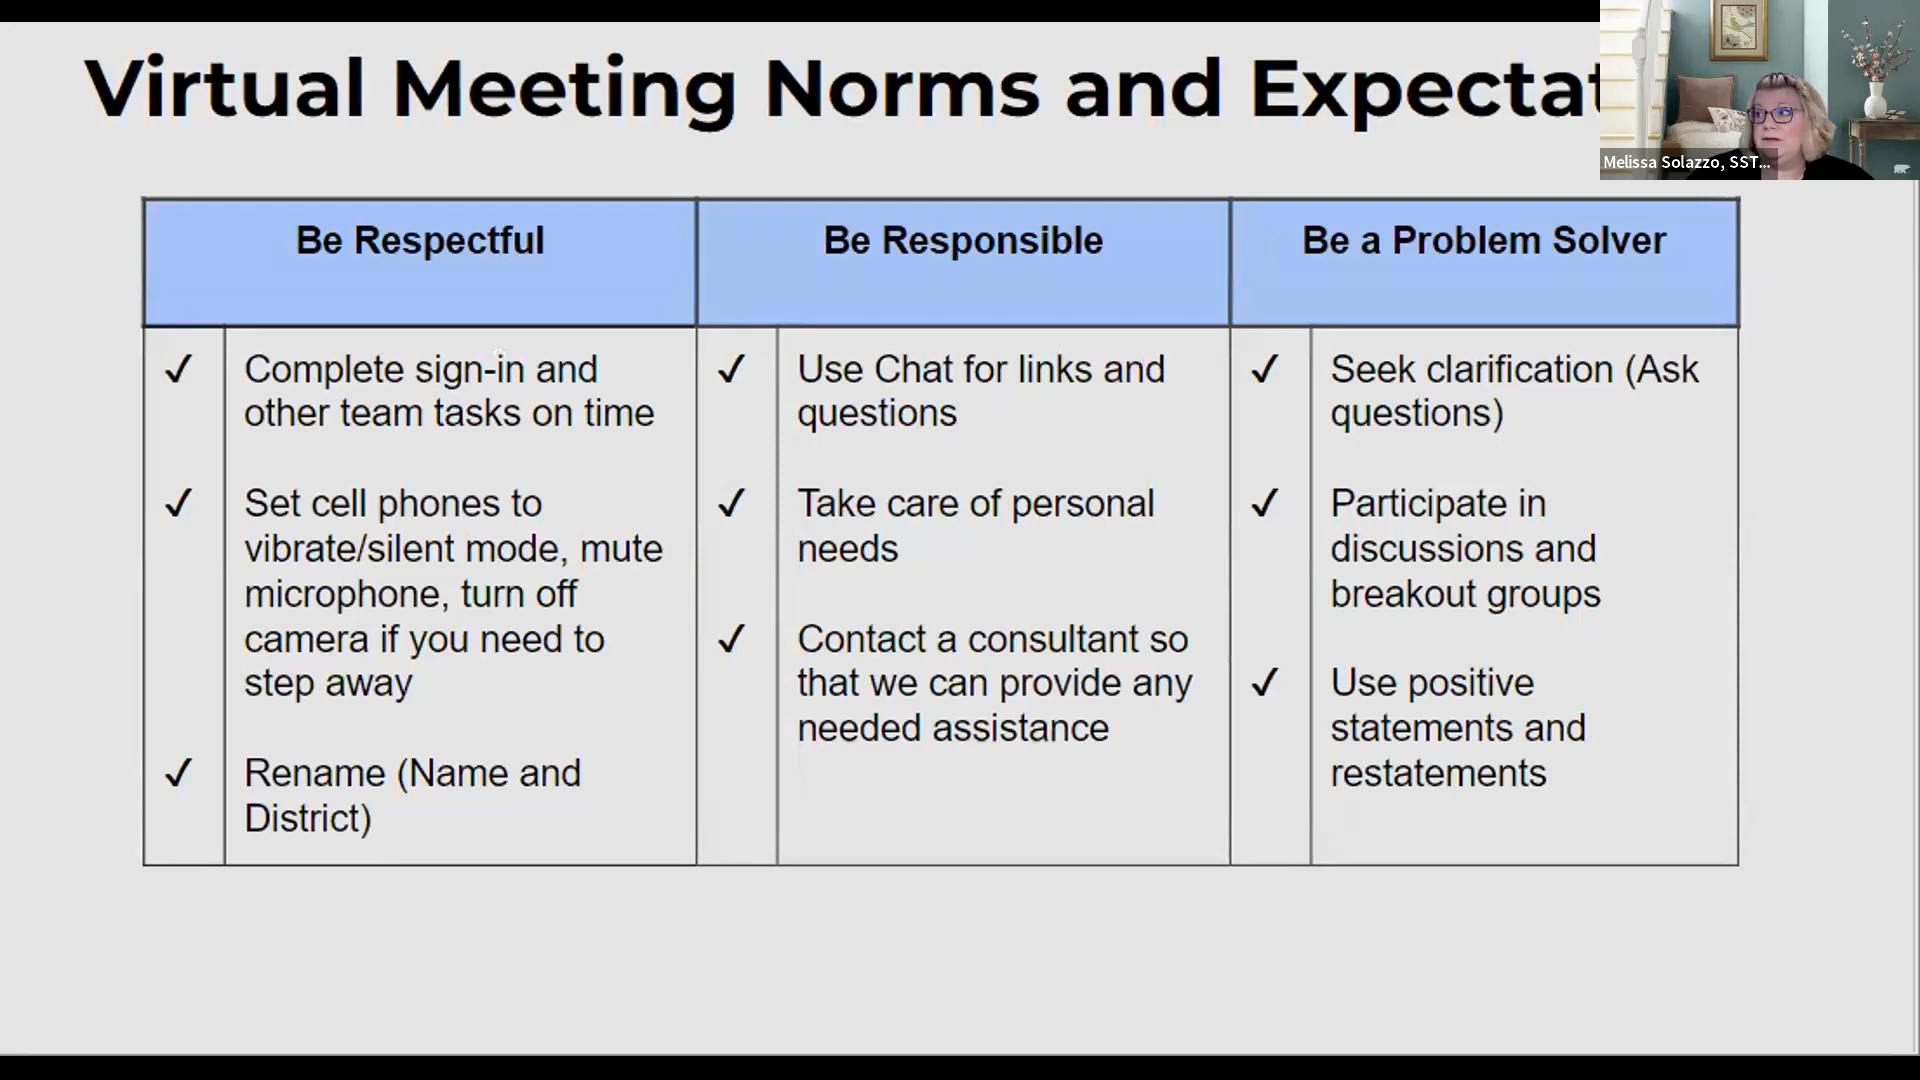 Virtual Meeting Norms and
Melissa Solazzo, SST...
Be Respectful
Be Responsible
Be a Problem Solver
✓ Complete sign-in and
other team tasks on time
✓ Set cell phones to
vibrate/silent mode, mute
microphone, turn off
camera if you need to
step away
✓ Rename (Name and
District)
✓ Use Chat for links and
questions
✓ Take care of personal
needs
✓ Contact a consultant so
that we can provide any
needed assistance
✓ Seek clarification (Ask
questions)
✓ Participate in
discussions and
breakout groups
✓ Use positive
statements and
restatements